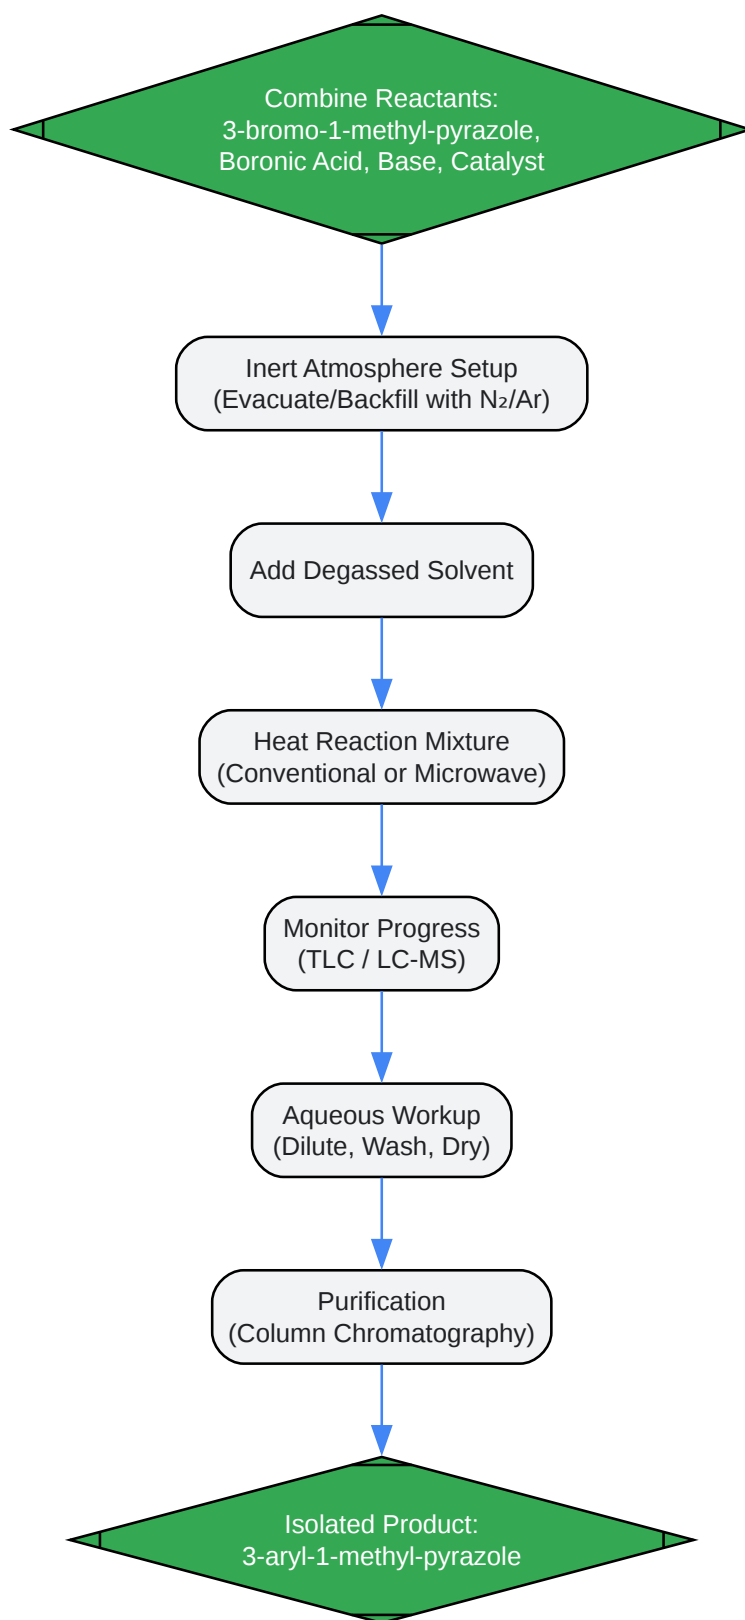 Combine Reactants:
3-bromo-1-methyl-pyrazole,
Boronic Acid, Base, Catalyst
Inert Atmosphere Setup
(Evacuate/Backfill with N₂/Ar)
Add Degassed Solvent
Heat Reaction Mixture
(Conventional or Microwave)
Monitor Progress
(TLC / LC-MS)
Aqueous Workup
(Dilute, Wash, Dry)
Purification
(Column Chromatography)
Isolated Product:
3-aryl-1-methyl-pyrazole